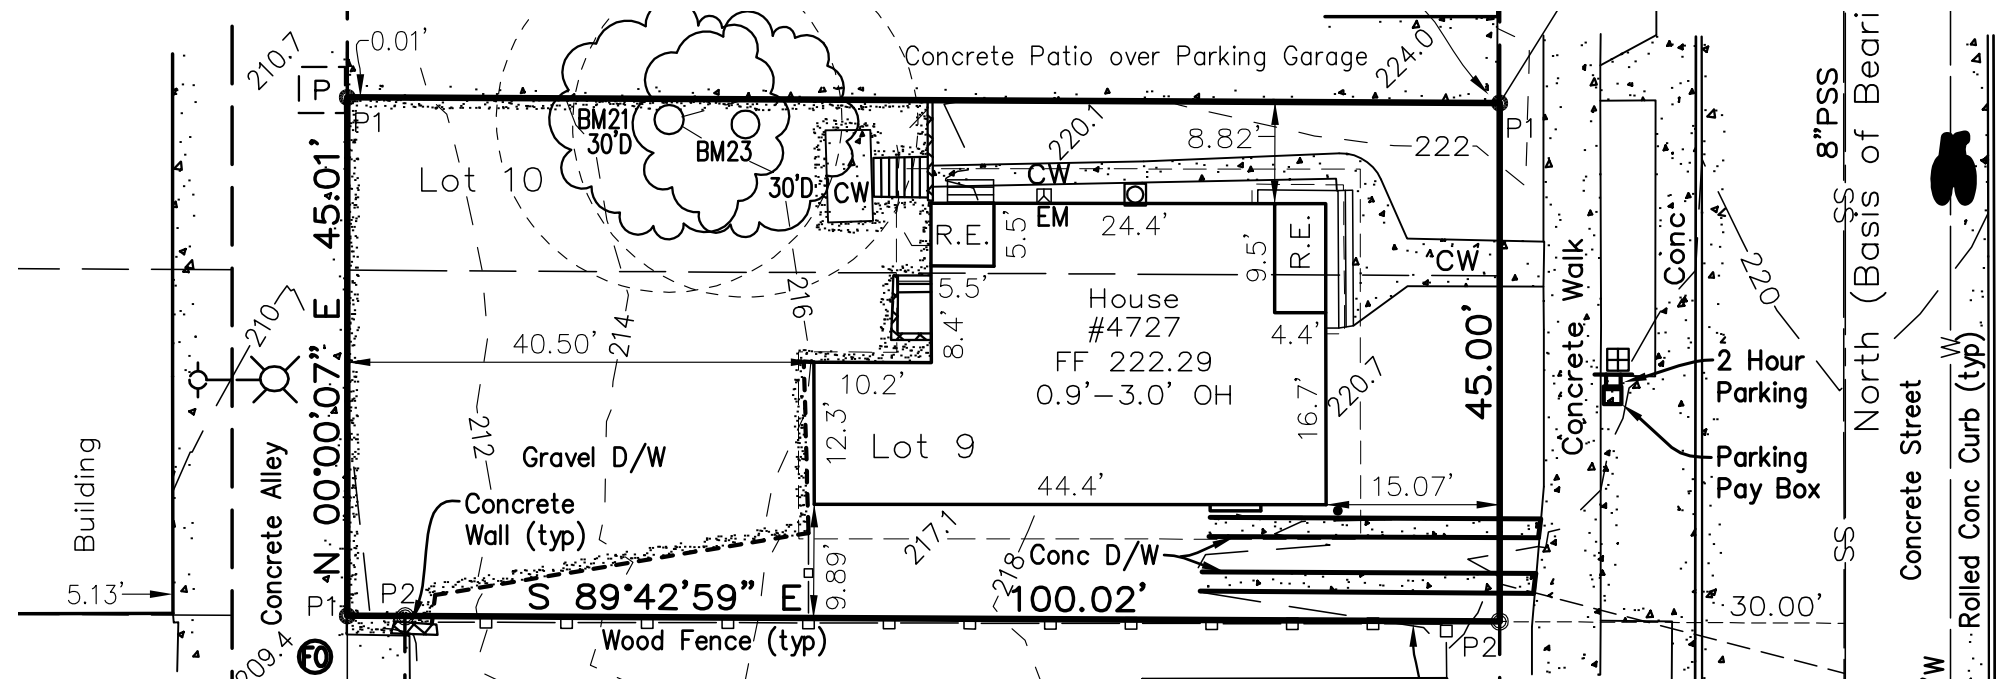 0.01'
210.7
P
P1
Concrete Patio over Parking Garage
224.0
P1
BM21
30'D
BM23
30'D
Lot 10
CW
220.1
8.82'
222
CW
EM
R.E.
5.5'
24.4'
9.5'
R.E.
CW
45.01'
N 00°00'07" E
210
216
214
212
5.5'
8.4'
House
#4727
FF 222.29
0.9'-3.0' OH
4.4'
16.7'
220.7
40.50'
10.2'
12.3'
Lot 9
44.4'
15.07'
45.00'
Gravel D/W
Concrete
Wall (typ)
Building
Concrete Alley
5.13'
P1
P2
S 89°42'59" E
100.02'
9.89'
217.1
218
Conc D/W
Wood Fence (typ)
209.4
FO
P2
Concrete Walk
Conc
220
2 Hour
Parking
Parking
Pay Box
8"PSS
SS
SS
North (Basis of Beari
W
Concrete Street
Rolled Conc Curb (typ)
30.00'
W